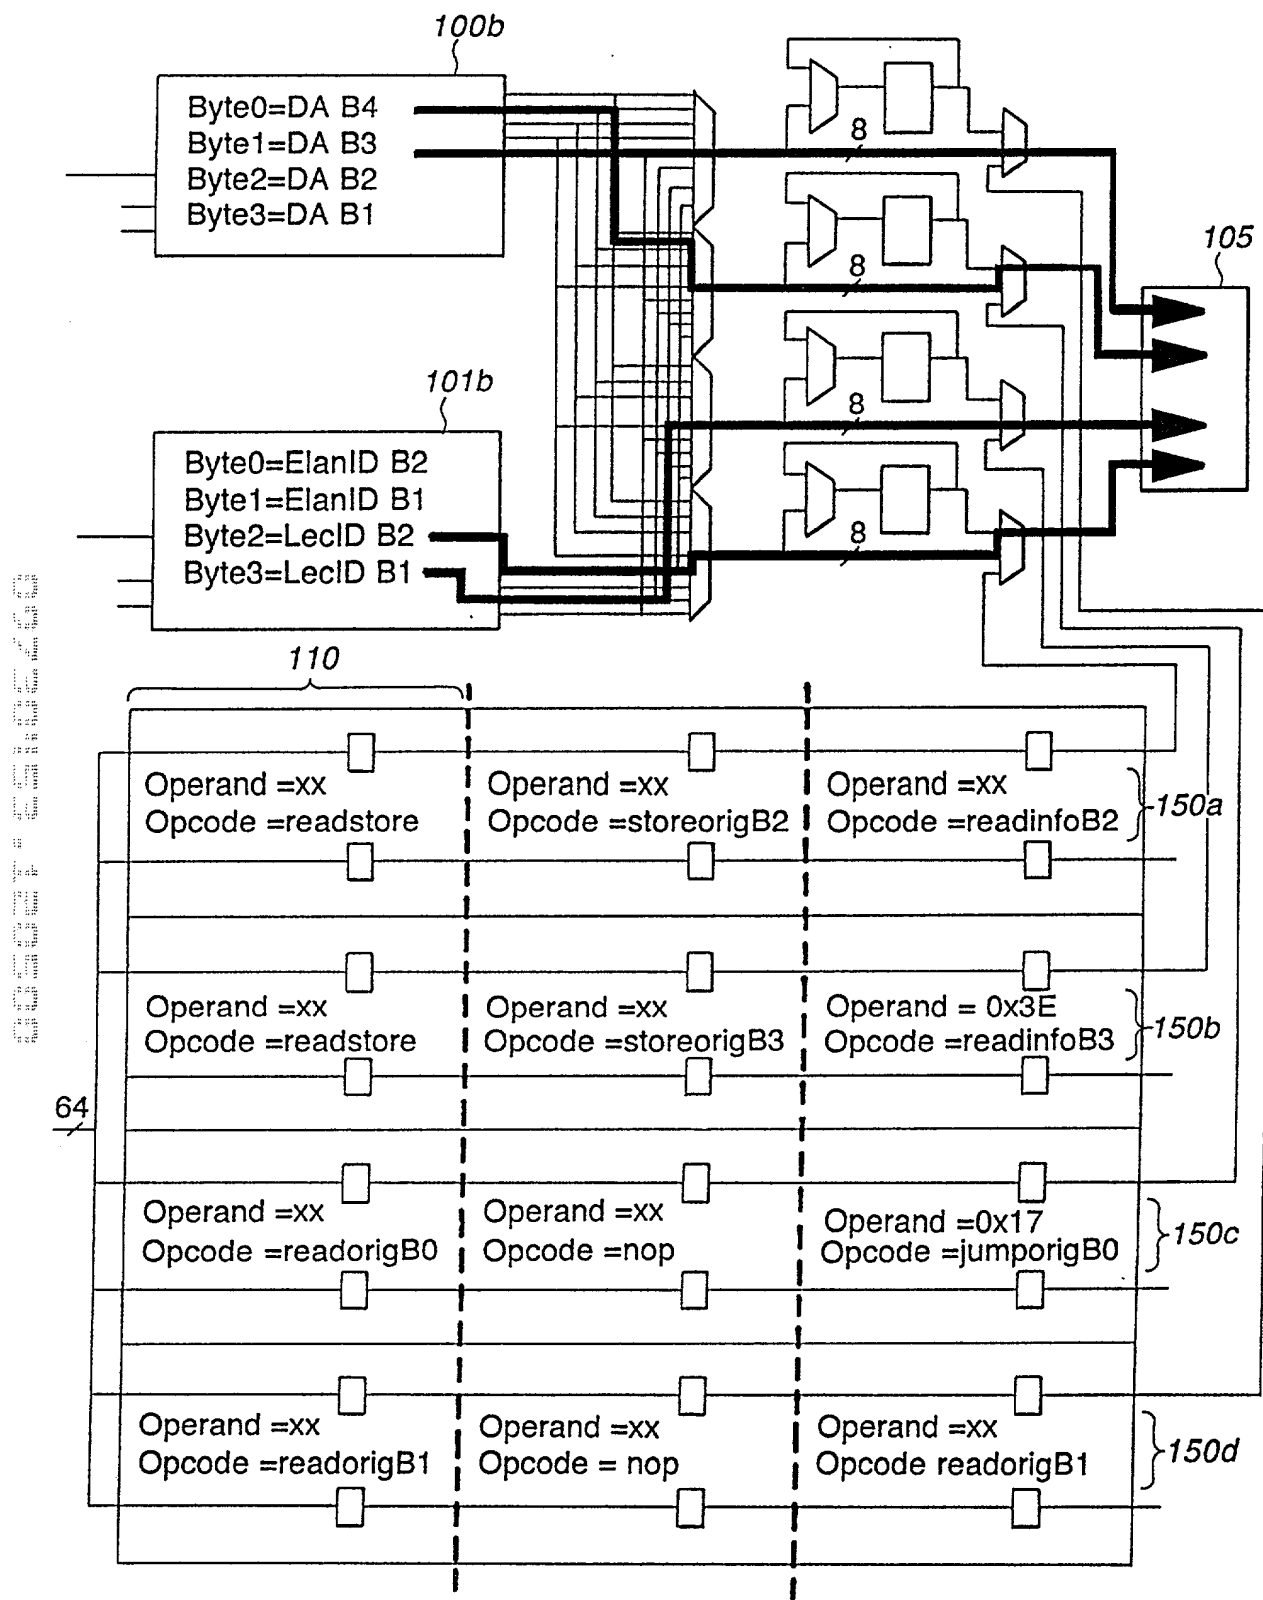 100b
Byte0=DA B4
Byte1=DA B3
Byte2=DA B2
Byte3=DA B1
8
8
8
8
105
101b
Byte0=ElanID B2
Byte1=ElanID B1
Byte2=LecID B2
Byte3=LecID B1
110
Operand =xx
Opcode =readstore
Operand =xx
Opcode =storeorigB2
Operand =xx
Opcode =readinfoB2
150a
Operand =xx
Opcode =readstore
Operand =xx
Opcode =storeorigB3
Operand = 0x3E
Opcode =readinfoB3
150b
64
Operand =xx
Opcode =readorigB0
Operand =xx
Opcode =nop
Operand =0x17
Opcode =jumporigB0
150c
Operand =xx
Opcode =readorigB1
Operand =xx
Opcode = nop
Operand =xx
Opcode readorigB1
150d